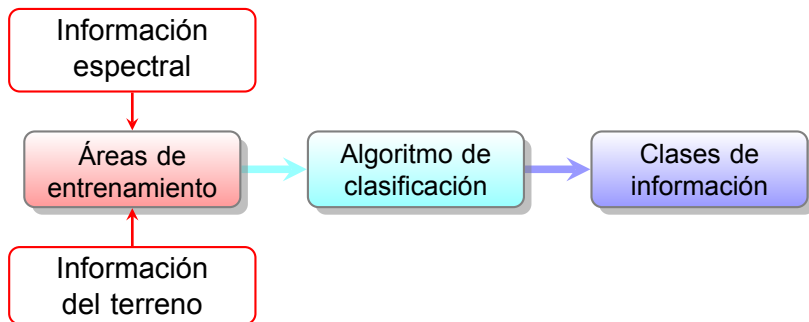 Información
espectral
Áreas de
entrenamiento
Algoritmo de
clasificación
Clases de
información
Información
del terreno